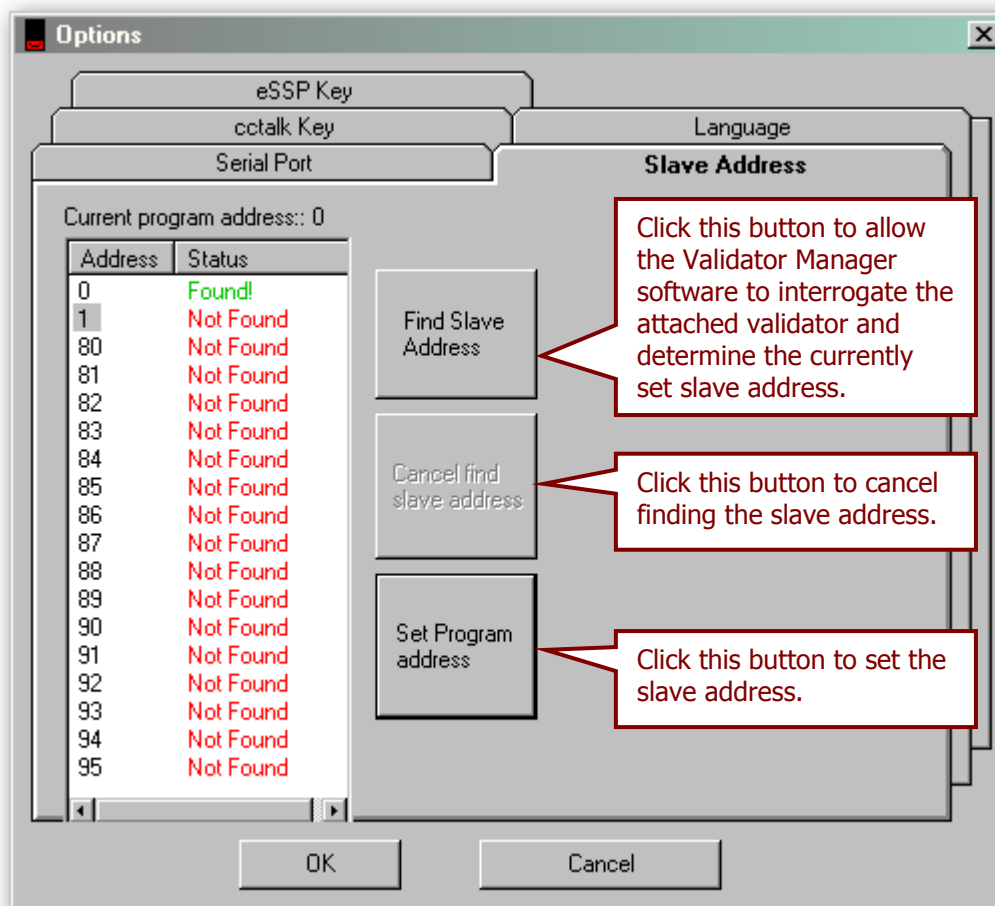 Options
eSSP Key
cctalk Key
Language
Serial Port
Slave Address
Current program address:: 0
Address Status
0 Found!
1 Not Found
80 Not Found
81 Not Found
82 Not Found
83 Not Found
84 Not Found
85 Not Found
86 Not Found
87 Not Found
88 Not Found
89 Not Found
90 Not Found
91 Not Found
92 Not Found
93 Not Found
94 Not Found
95 Not Found
Find Slave
Address
Click this button to allow
the Validator Manager
software to interrogate the
attached validator and
determine the currently
set slave address.
Cancel find
slave address
Click this button to cancel
finding the slave address.
Set Program
address
Click this button to set the
slave address.
OK
Cancel